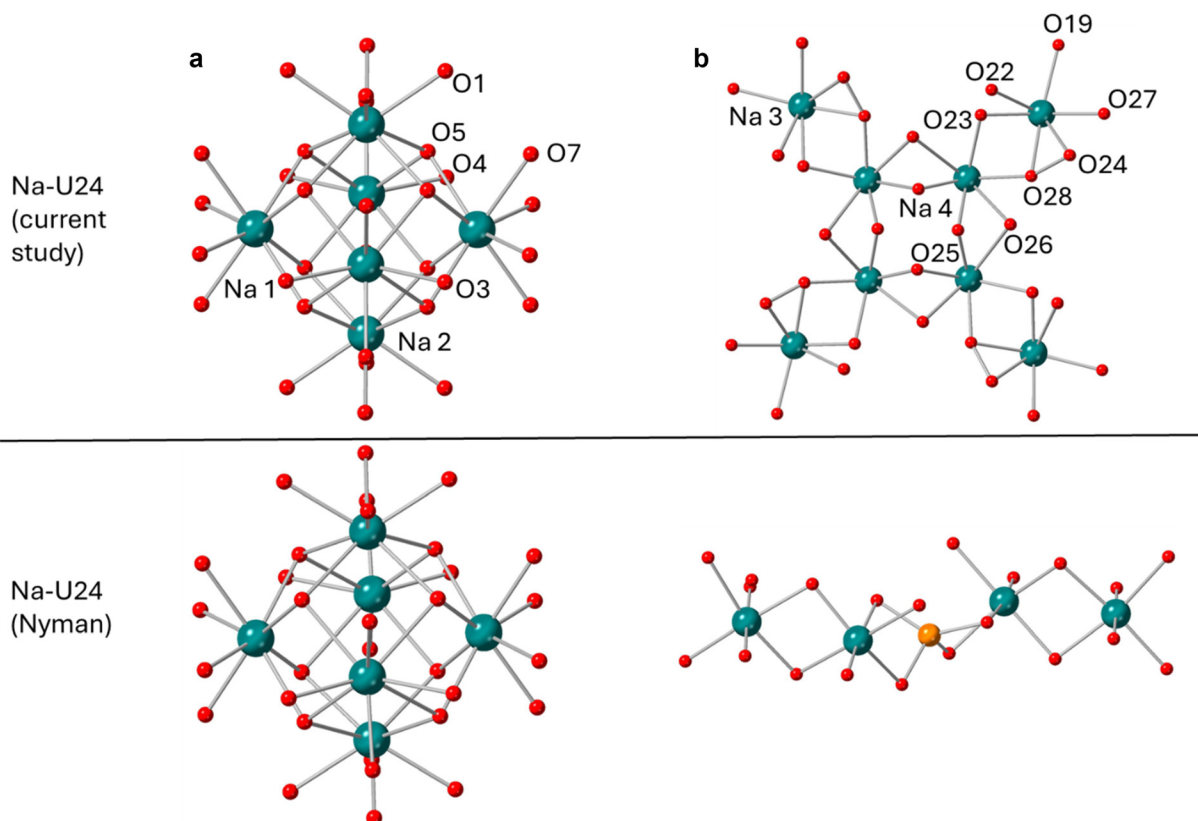 a
b
O19
O1
O22
O27
Na 3
O23
O5
O4
O7
O24
Na-U24
(current
study)
O28
Na 4
O26
O25
Na 1
O3
Na 2
Na-U24
(Nyman)